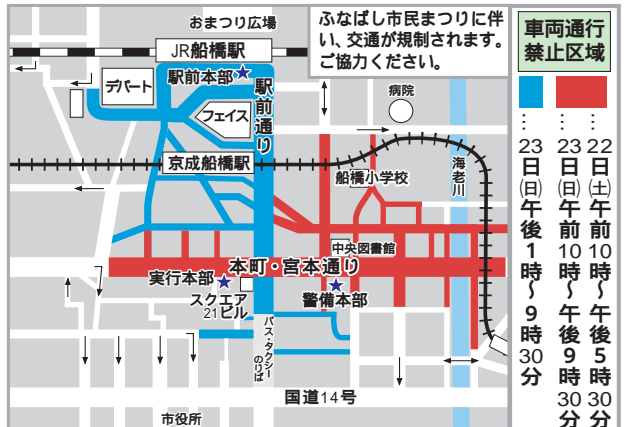 おまつり広場
ふなばし市民まつりに伴
い、交通が規制されます。
ご協力ください。
JR船橋駅
駅前本部
デパート
フェイス
駅前通り
病院
京成船橋駅
船橋小学校
海老川
中央図書館
本町・宮本通り
実行本部
スクエア
21ビル
警備本部
バス・タクシー
のりば
国道14号
市役所
車両通行
禁止区域
…22日㈯午前10時〜午後5時30分
…23日㈰午前10時〜午後9時30分
…23日㈰午後1時〜9時30分